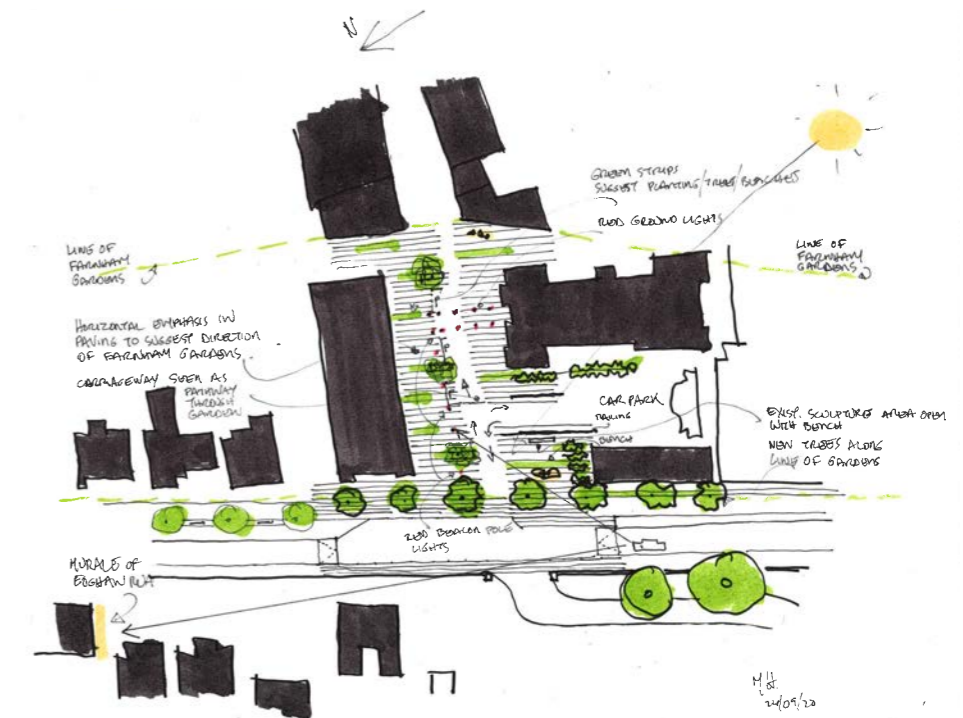 N
GREEN STRIPS
SUGGEST PLANTING/TREES/BENCHES
RED GROUND LIGHTS
LINE OF
FARNHAM
GARDENS
LINE OF
FARNHAM
GARDENS
HORIZONTAL EMPHASIS IN
PAVING TO SUGGEST DIRECTION
OF FARNHAM GARDENS
CARRIAGEWAY SEEN AS
PATHWAY
THROUGH
GARDEN
CAR PARK
RAILING
BENCH
EXIST. SCULPTURE AREA OPEN
WITH BENCH
NEW TREES ALONG
LINE OF GARDENS
RED BEACON POLE
LIGHTS
MURALE OF
24/09/20